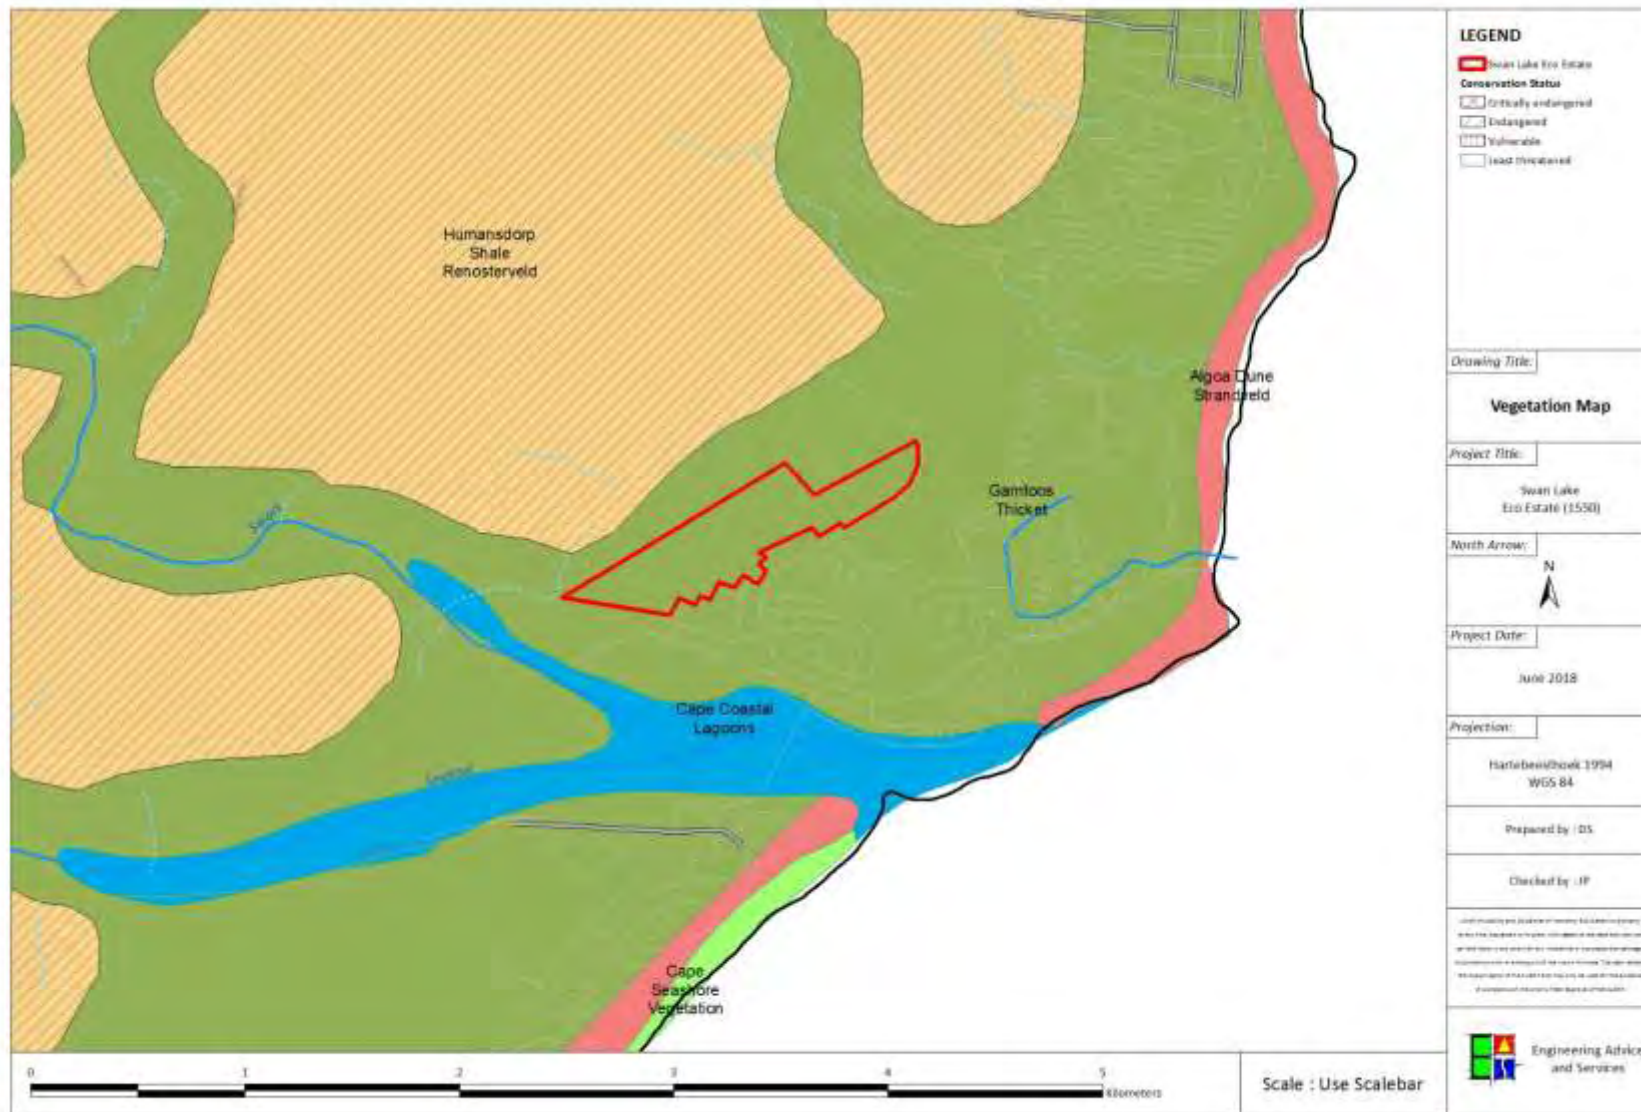 Humansdorp
Shale
Renosterveld
Algoa Dune
Strandveld
Gamtoos
Thicket
Cape Coastal
Lagoons
Cape
Seashore
Vegetation
0 1 2 3 4 5
Kilometers
Scale : Use Scalebar
LEGEND
Swan Lake Eco Estate
Conservation Status
Critically endangered
Endangered
Vulnerable
Least threatened
Drawing Title:
Vegetation Map
Project Title:
Swan Lake
Eco Estate (1550)
North Arrow:
N
Project Date:
June 2018
Projection:
Hartebeesthoek 1994
WGS 84
Prepared by : DS
Checked by : JP
Engineering Advice
and Services